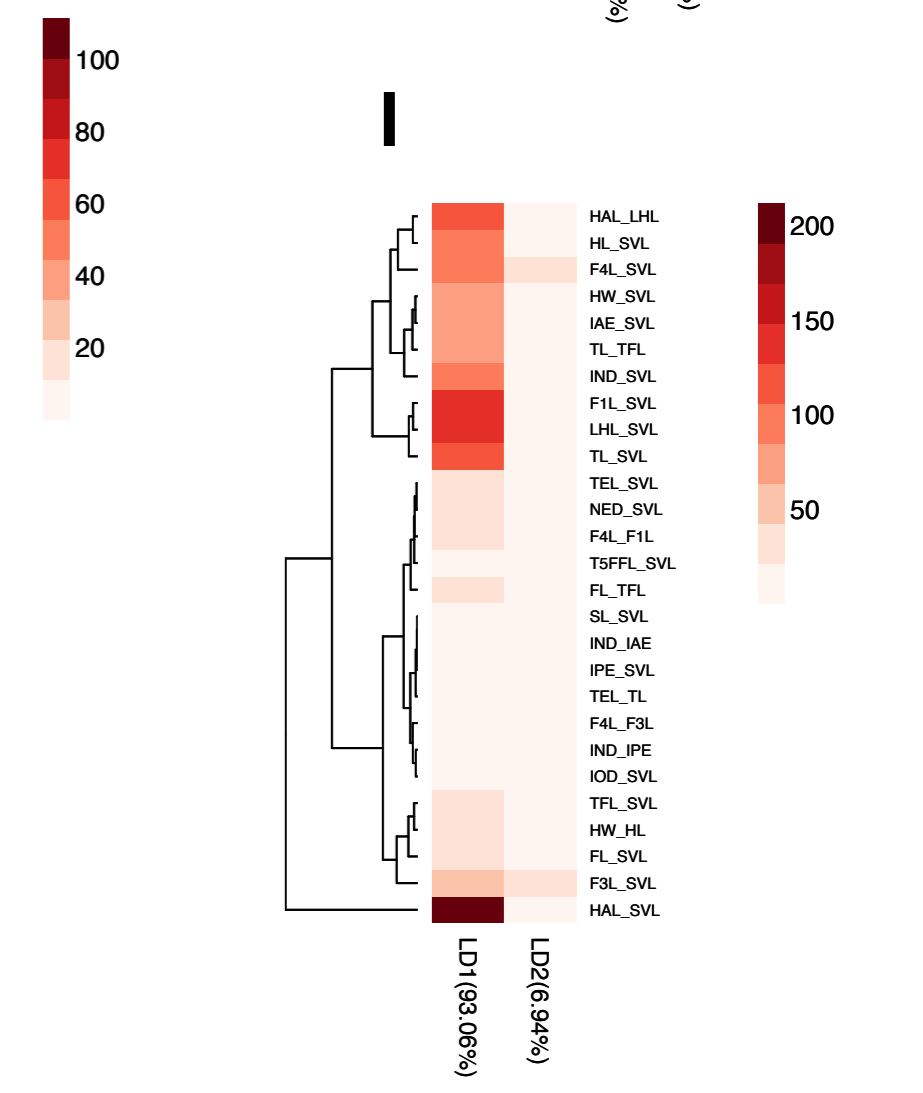 %)
)
100
80
60
40
20
HAL_LHL
HL_SVL
F4L_SVL
HW_SVL
IAE_SVL
TL_TFL
IND_SVL
F1L_SVL
LHL_SVL
TL_SVL
TEL_SVL
NED_SVL
F4L_F1L
T5FFL_SVL
FL_TFL
SL_SVL
IND_IAE
IPE_SVL
TEL_TL
F4L_F3L
IND_IPE
IOD_SVL
TFL_SVL
HW_HL
FL_SVL
F3L_SVL
HAL_SVL
200
150
100
50
LD1(93.06%)
LD2(6.94%)